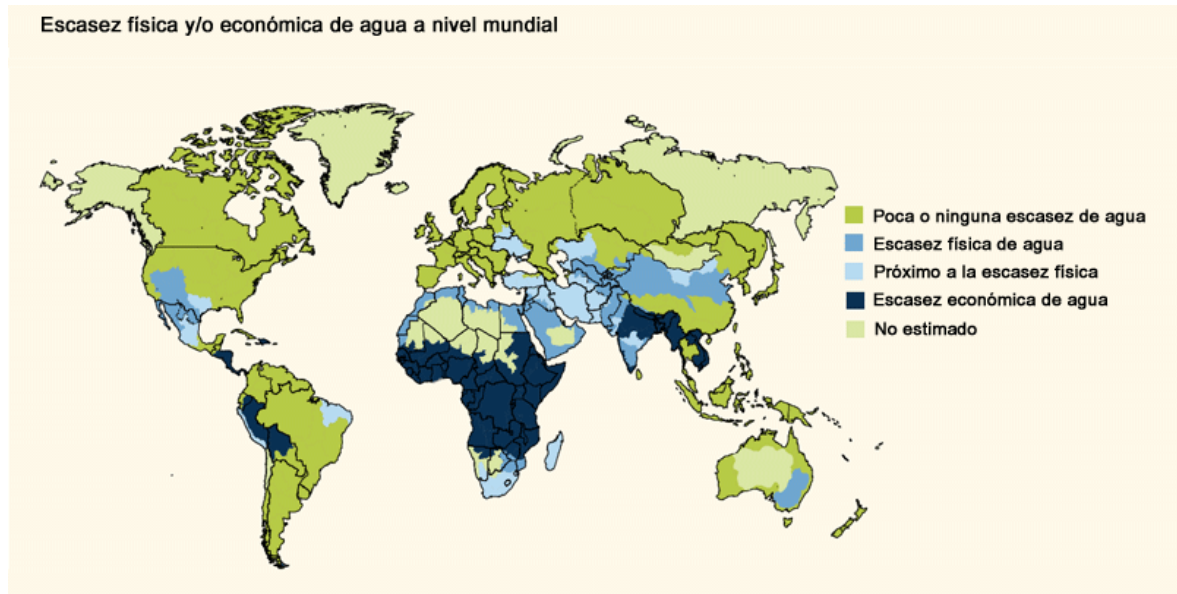 Escasez física y/o económica de agua a nivel mundial
Poca o ninguna escasez de agua
Escasez física de agua
Próximo a la escasez física
Escasez económica de agua
No estimado